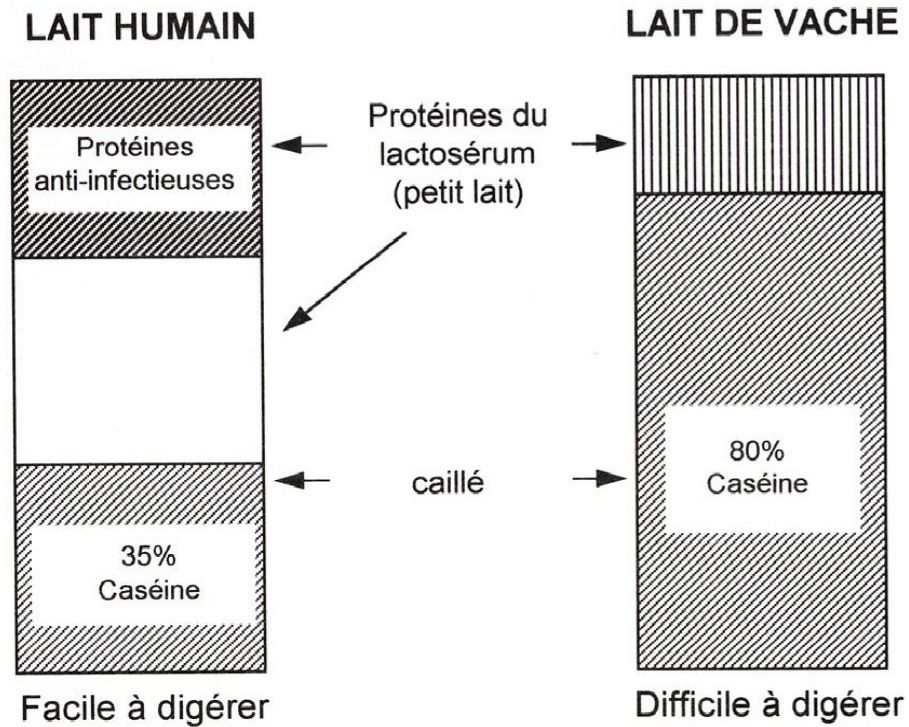 LAIT HUMAIN
LAIT DE VACHE
Protéines
anti-infectieuses
Protéines du
lactosérum
(petit lait)
caillé
35%
Caséine
80%
Caséine
Facile à digérer
Difficile à digérer